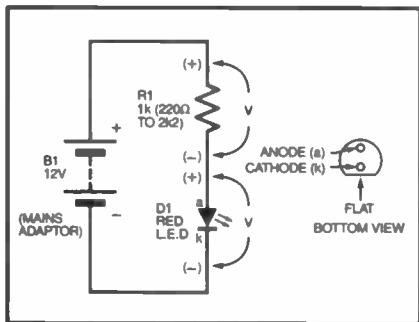 +
B1
12V
(MAINS
ADAPTOR)
−
(+)
R1
1k (220Ω
TO 2k2)
V
(−)
(+)
D1
RED
L.E.D
a
k
V
(−)
ANODE (a)
CATHODE (k)
FLAT
BOTTOM VIEW